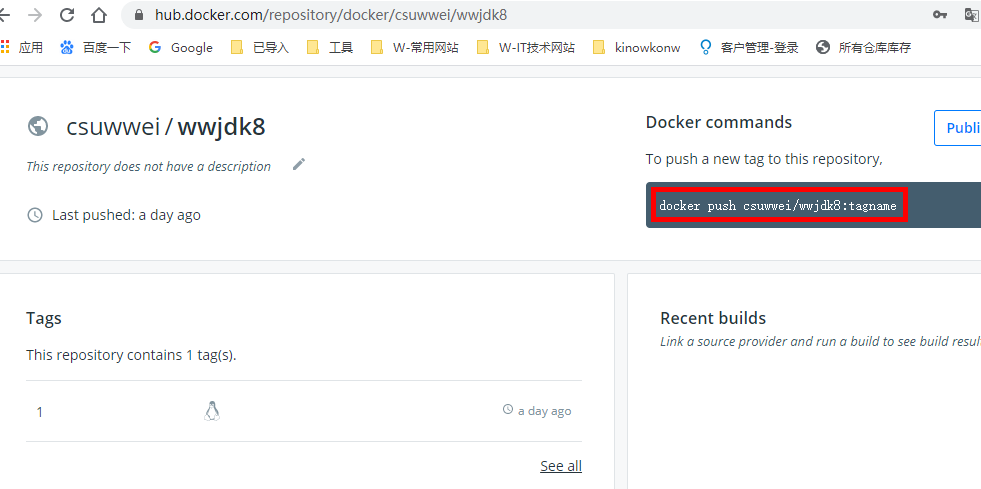 hub.docker.com/repository/docker/csuwwei/wwjdk8
应用 百度一下 Google 已导入 工具 W-常用网站 W-IT技术网站 kinowkonw 客户管理-登录 所有仓库库存
csuwwei / wwjdk8
This repository does not have a description
Last pushed: a day ago
Docker commands
Publi
To push a new tag to this repository,
docker push csuwwei/wwjdk8:tagname
Tags
This repository contains 1 tag(s).
1 a day ago
See all
Recent builds
Link a source provider and run a build to see build resul